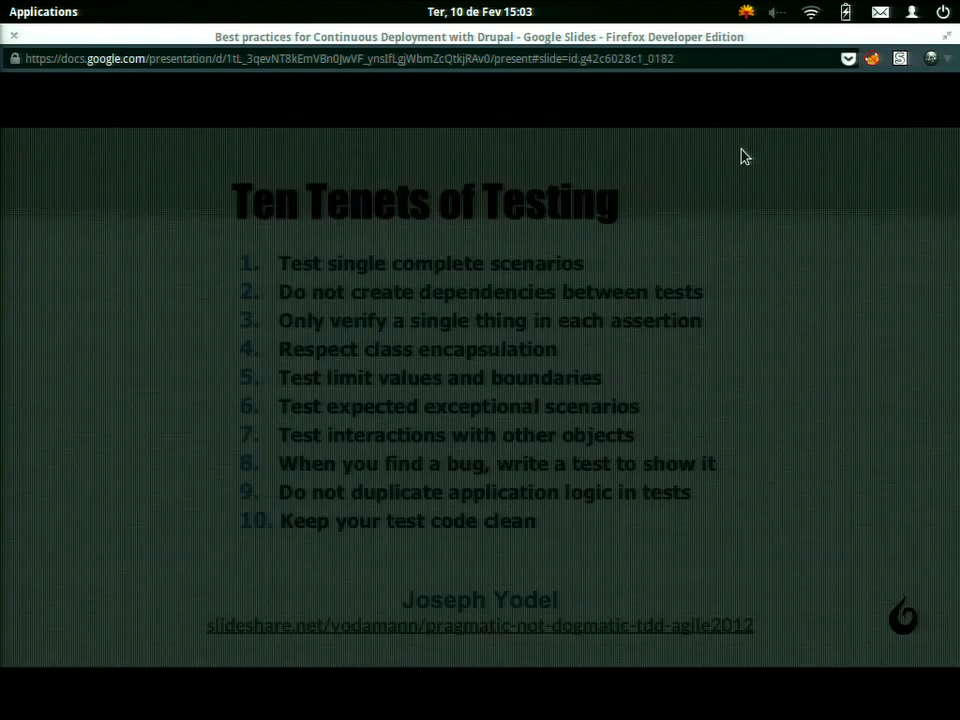 Applications
Ter, 10 de Fev 15:03
Best practices for Continuous Deployment with Drupal - Google Slides - Firefox Developer Edition
https://docs.google.com/presentation/d/1tL_3qevNT8kEmVBn0JwVF_ynsIfLgjWbmZcQtkjRAv0/present#slide=id.g42c6028c1_0182
Ten Tenets of Testing
1. Test single complete scenarios
2. Do not create dependencies between tests
3. Only verify a single thing in each assertion
4. Respect class encapsulation
5. Test limit values and boundaries
6. Test expected exceptional scenarios
7. Test interactions with other objects
8. When you find a bug, write a test to show it
9. Do not duplicate application logic in tests
10. Keep your test code clean
Joseph Yodel
slideshare.net/yodamann/pragmatic-not-dogmatic-tdd-agile2012